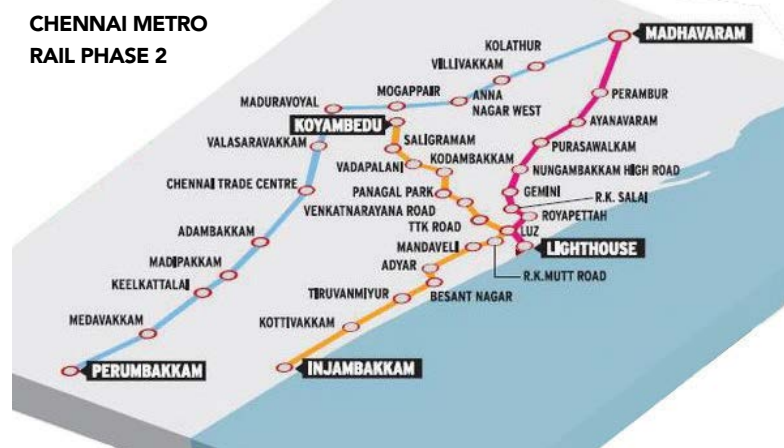 CHENNAI METRO
RAIL PHASE 2
MADHAVARAM
KOLATHUR
VILLIVAKKAM
MOGAPPAIR
ANNA
NAGAR WEST
MADURAVOYAL
PERAMBUR
KOYAMBEDU
AYANAVARAM
VALASARAVAKKAM
SALIGRAMAM
PURASAWALKAM
VADAPALANI
KODAMBAKKAM
NUNGAMBAKKAM HIGH ROAD
CHENNAI TRADE CENTRE
PANAGAL PARK
GEMINI
R.K. SALAI
VENKATNARAYANA ROAD
ROYAPETTAH
TTK ROAD
LUZ
ADAMBAKKAM
MANDAVELI
LIGHTHOUSE
MADIPAKKAM
ADYAR
R.K.MUTT ROAD
KEELKATTALAI
TIRUVANMIYUR
BESANT NAGAR
MEDAVAKKAM
KOTTIVAKKAM
PERUMBAKKAM
INJAMBAKKAM